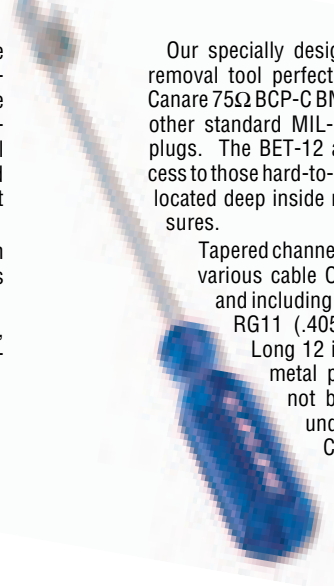 Our specially desig
removal tool perfect
Canare 75Ω BCP-C BN
other standard MIL-
plugs. The BET-12 a
cess to those hard-to-
located deep inside
sures.
Tapered channe
various cable O
and including
RG11 (.405
Long 12 i
metal p
not b
und
C